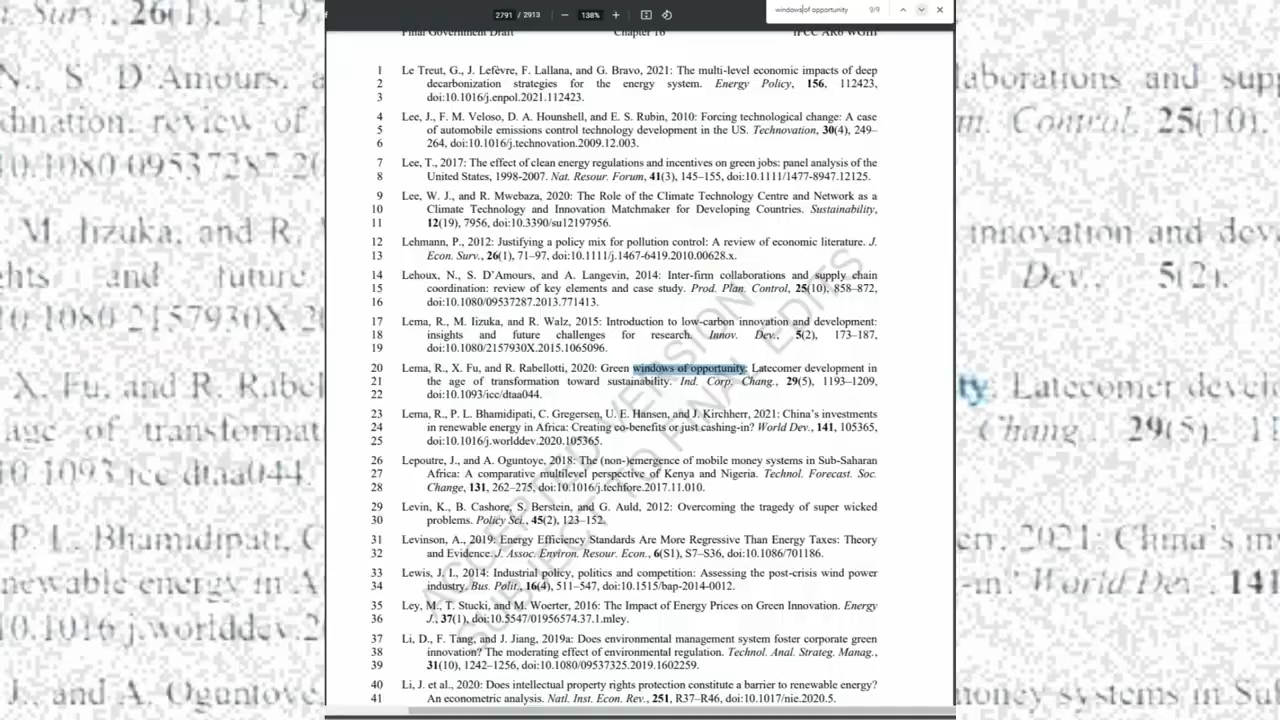 2791 / 2913
138%
windows of opportunity
9/9
Final Government Draft Chapter 16 IPCC AR6 WGIII
1 Le Treut, G., J. Lefèvre, F. Lallana, and G. Bravo, 2021: The multi-level economic impacts of deep
2 decarbonization strategies for the energy system. Energy Policy, 156, 112423,
3 doi:10.1016/j.enpol.2021.112423.
4 Lee, J., F. M. Veloso, D. A. Hounshell, and E. S. Rubin, 2010: Forcing technological change: A case
5 of automobile emissions control technology development in the US. Technovation, 30(4), 249–
6 264, doi:10.1016/j.technovation.2009.12.003.
7 Lee, T., 2017: The effect of clean energy regulations and incentives on green jobs: panel analysis of the
8 United States, 1998-2007. Nat. Resour. Forum, 41(3), 145–155, doi:10.1111/1477-8947.12125.
9 Lee, W. J., and R. Mwebaza, 2020: The Role of the Climate Technology Centre and Network as a
10 Climate Technology and Innovation Matchmaker for Developing Countries. Sustainability,
11 12(19), 7956, doi:10.3390/su12197956.
12 Lehmann, P., 2012: Justifying a policy mix for pollution control: A review of economic literature. J.
13 Econ. Surv., 26(1), 71–97, doi:10.1111/j.1467-6419.2010.00628.x.
14 Lehoux, N., S. D'Amours, and A. Langevin, 2014: Inter-firm collaborations and supply chain
15 coordination: review of key elements and case study. Prod. Plan. Control, 25(10), 858–872,
16 doi:10.1080/09537287.2013.771413.
17 Lema, R., M. Iizuka, and R. Walz, 2015: Introduction to low-carbon innovation and development:
18 insights and future challenges for research. Innov. Dev., 5(2), 173–187,
19 doi:10.1080/2157930X.2015.1065096.
20 Lema, R., X. Fu, and R. Rabellotti, 2020: Green windows of opportunity: Latecomer development in
21 the age of transformation toward sustainability. Ind. Corp. Chang., 29(5), 1193–1209,
22 doi:10.1093/icc/dtaa044.
23 Lema, R., P. L. Bhamidipati, C. Gregersen, U. E. Hansen, and J. Kirchherr, 2021: China's investments
24 in renewable energy in Africa: Creating co-benefits or just cashing-in? World Dev., 141, 105365,
25 doi:10.1016/j.worlddev.2020.105365.
26 Lepoutre, J., and A. Oguntoye, 2018: The (non-)emergence of mobile money systems in Sub-Saharan
27 Africa: A comparative multilevel perspective of Kenya and Nigeria. Technol. Forecast. Soc.
28 Change, 131, 262–275, doi:10.1016/j.techfore.2017.11.010.
29 Levin, K., B. Cashore, S. Berstein, and G. Auld, 2012: Overcoming the tragedy of super wicked
30 problems. Policy Sci., 45(2), 123–152.
31 Levinson, A., 2019: Energy Efficiency Standards Are More Regressive Than Energy Taxes: Theory
32 and Evidence. J. Assoc. Environ. Resour. Econ., 6(S1), S7–S36, doi:10.1086/701186.
33 Lewis, J. I., 2014: Industrial policy, politics and competition: Assessing the post-crisis wind power
34 industry. Bus. Polit., 16(4), 511–547, doi:10.1515/bap-2014-0012.
35 Ley, M., T. Stucki, and M. Woerter, 2016: The Impact of Energy Prices on Green Innovation. Energy
36 J., 37(1), doi:10.5547/01956574.37.1.mley.
37 Li, D., F. Tang, and J. Jiang, 2019a: Does environmental management system foster corporate green
38 innovation? The moderating effect of environmental regulation. Technol. Anal. Strateg. Manag.,
39 31(10), 1242–1256, doi:10.1080/09537325.2019.1602259.
40 Li, J. et al., 2020: Does intellectual property rights protection constitute a barrier to renewable energy?
41 An econometric analysis. Natl. Inst. Econ. Rev., 251, R37–R46, doi:10.1017/nie.2020.5.
ACCEPTED VERSION
SUBJECT TO FINAL EDITS